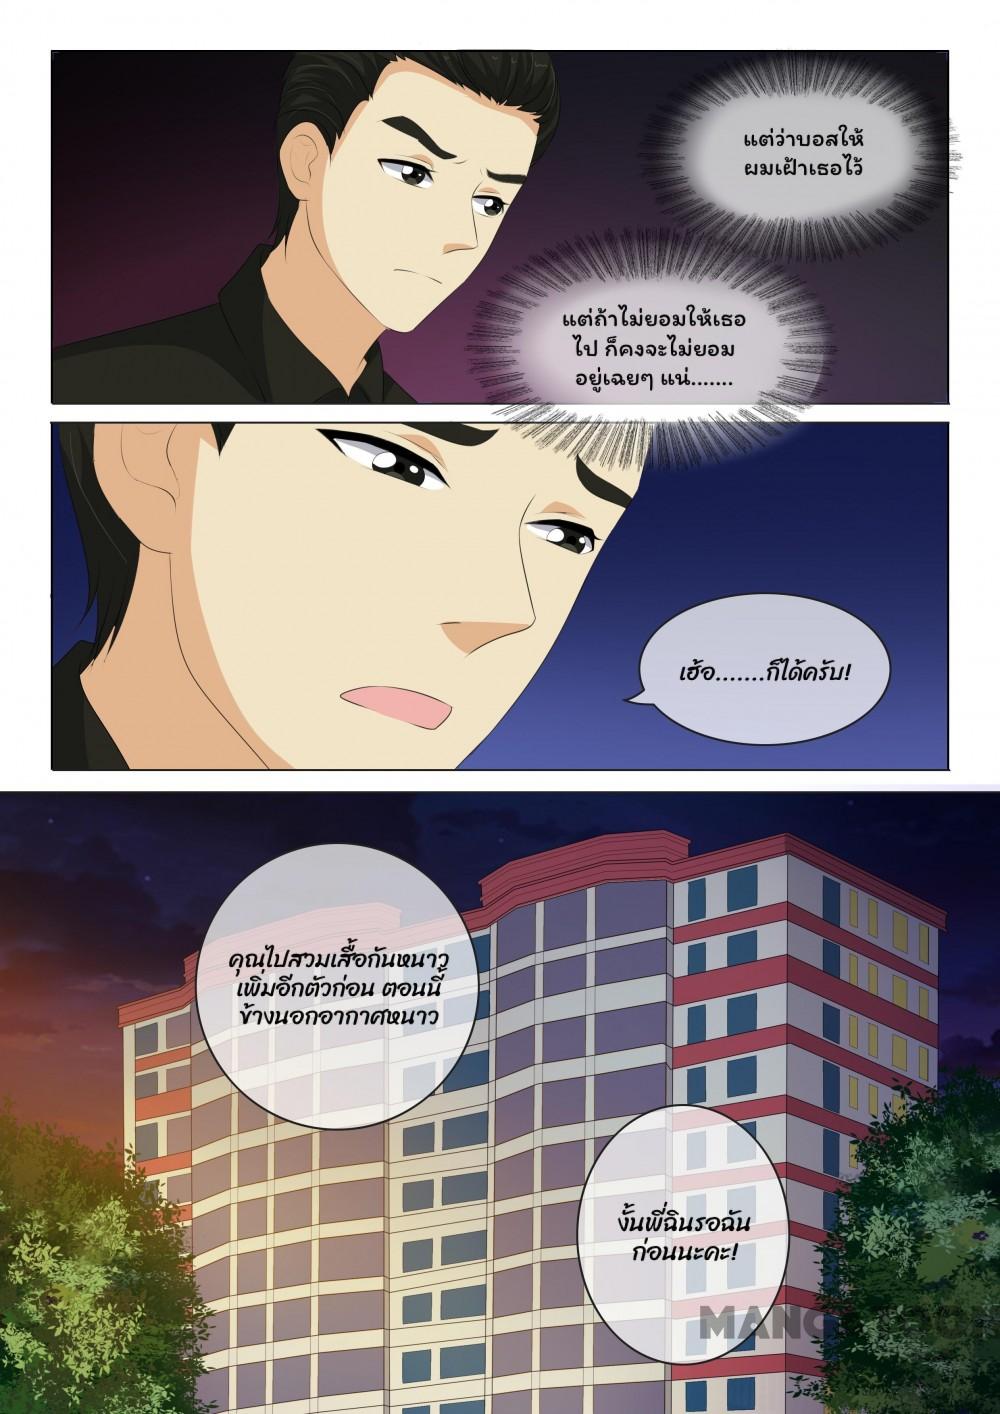 แต่ว่าบอสให้
ผมเฝ้าเธอไว้
แต่ถ้าไม่ยอมให้เธอ
ไป ก็คงจะไม่ยอม
อยู่เฉยๆ แน่.......
เฮ้อ.......ก็ได้ครับ!
คุณไปสวมเสื้อกันหนาว
เพิ่มอีกตัวก่อน ตอนนี้
ข้างนอกอากาศหนาว
งั้นพี่ฉินรอฉัน
ก่อนนะคะ!